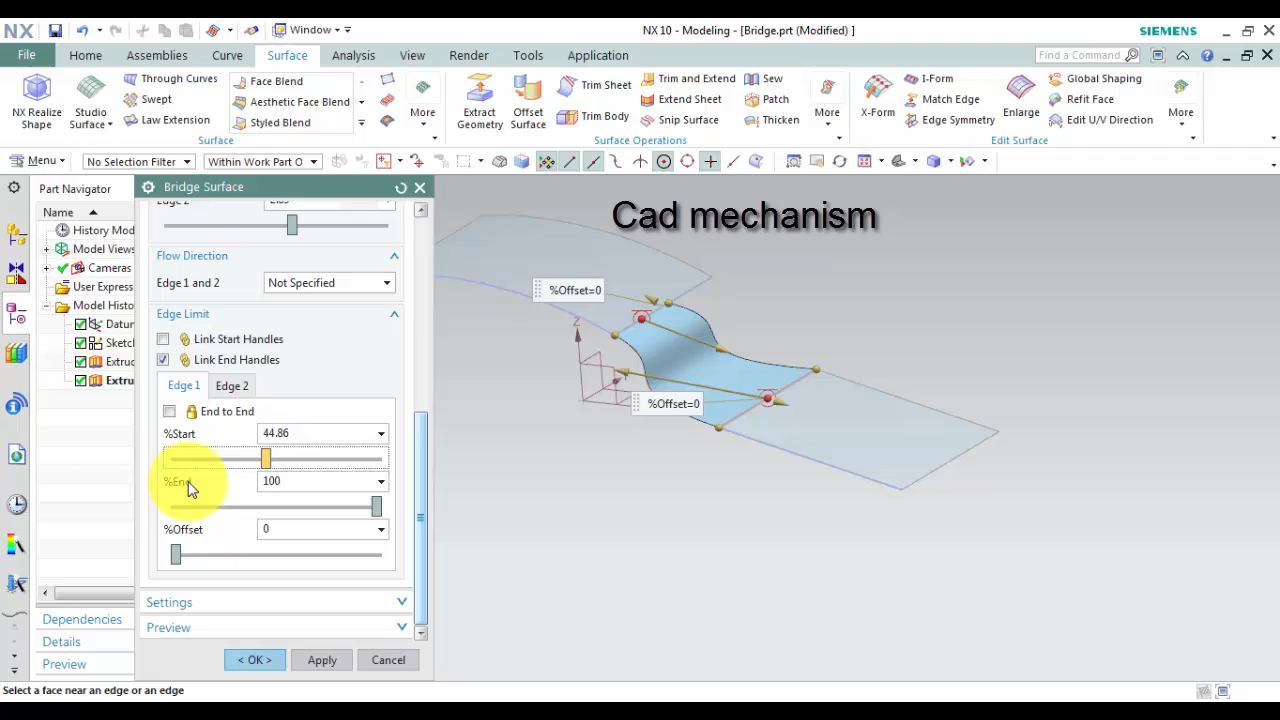 NX Window NX 10 - Modeling - [Bridge.prt (Modified) ] SIEMENS
File Home Assemblies Curve Surface Analysis View Render Tools Application Find a Command
NX Realize Shape
Studio Surface
Through Curves
Swept
Law Extension
Face Blend
Aesthetic Face Blend
Styled Blend
More
Surface
Extract Geometry
Offset Surface
Trim Sheet
Trim Body
Trim and Extend
Extend Sheet
Snip Surface
Sew
Patch
Thicken
More
Surface Operations
X-Form
I-Form
Match Edge
Edge Symmetry
Enlarge
Global Shaping
Refit Face
Edit U/V Direction
More
Edit Surface
Menu No Selection Filter Within Work Part O
Part Navigator
Name
History Mod
Model Views
Cameras
User Express
Model Histo
Datur
Sketc
Extruc
Extru
Dependencies
Details
Preview
Bridge Surface
Edge 2
Flow Direction
Edge 1 and 2 Not Specified
Edge Limit
Link Start Handles
Link End Handles
Edge 1 Edge 2
End to End
%Start 44.86
%End 100
%Offset 0
Settings
Preview
< OK > Apply Cancel
Cad mechanism
%Offset=0
Z
%Offset=0
Select a face near an edge or an edge